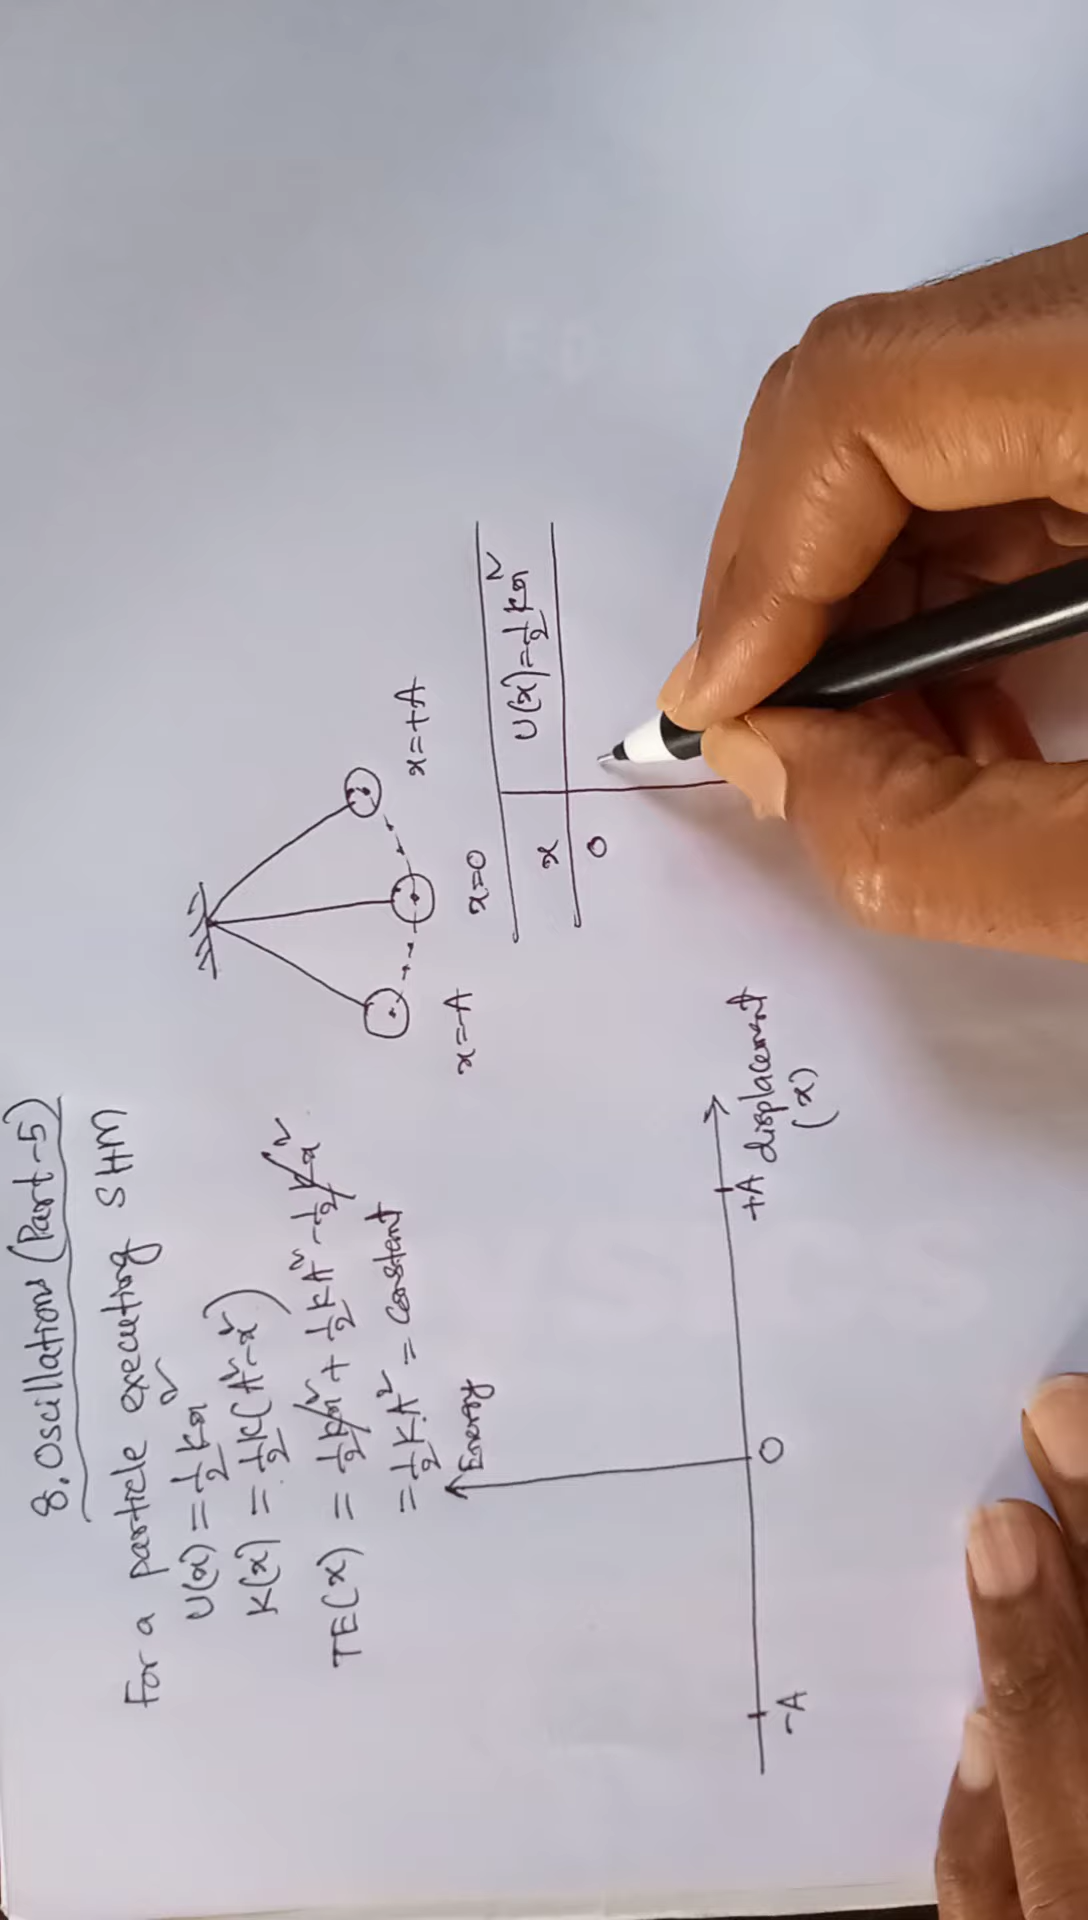 8. Oscillations (Part-5)
For a particle executing SHM
U(x) = 1/2 kx²
K(x) = 1/2 K(A²-x²)
TE(x) = 1/2 kx² + 1/2 KA² - 1/2 Kx²
= 1/2 KA² = constant
x=-A
x=0
x=+A
Energy
-A
O
+A
displacement
(x)
x
U(x)=1/2 kx²
0